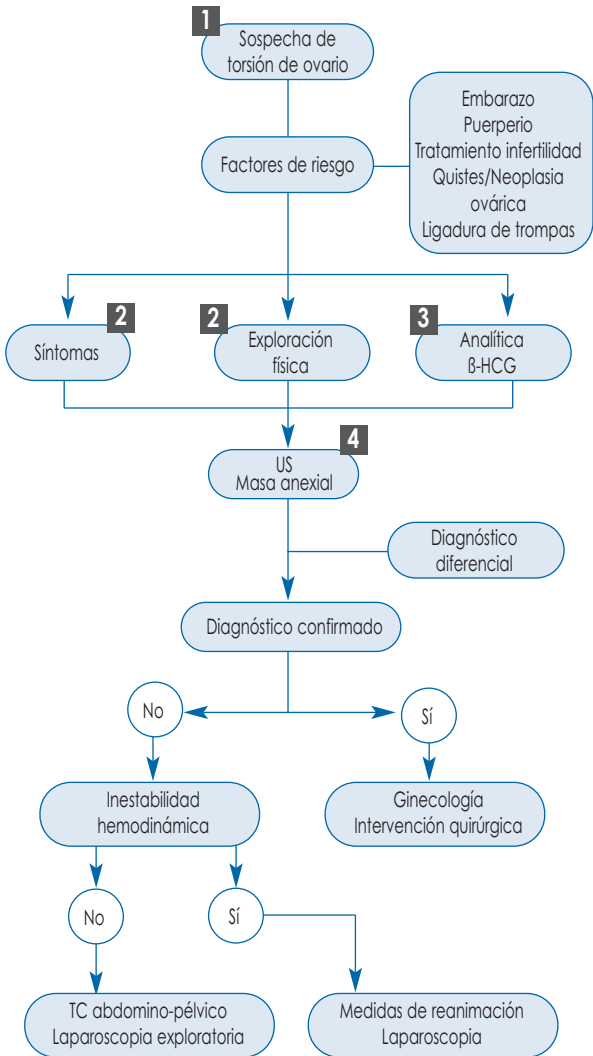 1
Sospecha de
torsión de ovario
Factores de riesgo
Embarazo
Puerperio
Tratamiento infertilidad
Quistes/Neoplasia
ovárica
Ligadura de trompas
2
Síntomas
2
Exploración
física
3
Analítica
ß-HCG
4
US
Masa anexial
Diagnóstico
diferencial
Diagnóstico confirmado
No
Sí
Inestabilidad
hemodinámica
Ginecología
Intervención quirúrgica
No
Sí
TC abdomino-pélvico
Laparoscopia exploratoria
Medidas de reanimación
Laparoscopia